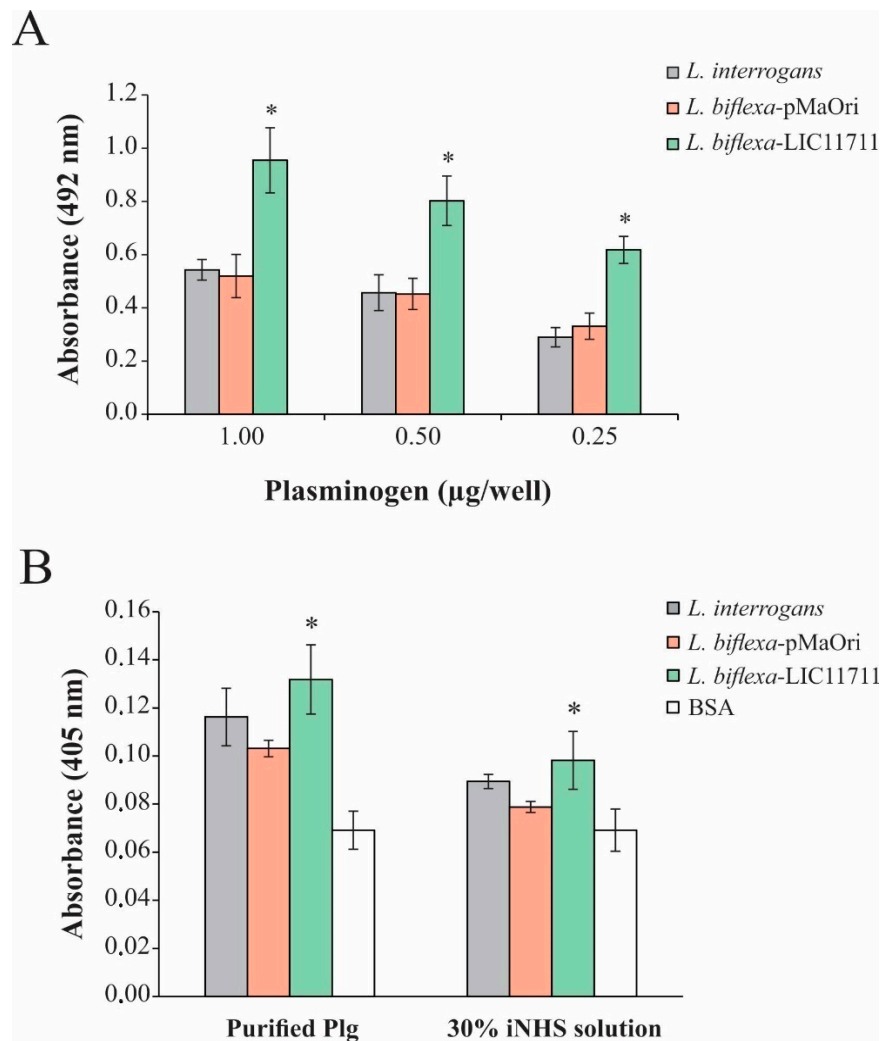 A
L. interrogans
L. biflexa-pMaOri
L. biflexa-LIC11711
Absorbance (492 nm)
1.2
1.0
0.8
0.6
0.4
0.2
0.0
* * *
1.00 0.50 0.25
Plasminogen (µg/well)
B
L. interrogans
L. biflexa-pMaOri
L. biflexa-LIC11711
BSA
Absorbance (405 nm)
0.16
0.14
0.12
0.10
0.08
0.06
0.04
0.02
0.00
* *
Purified Plg 30% iNHS solution